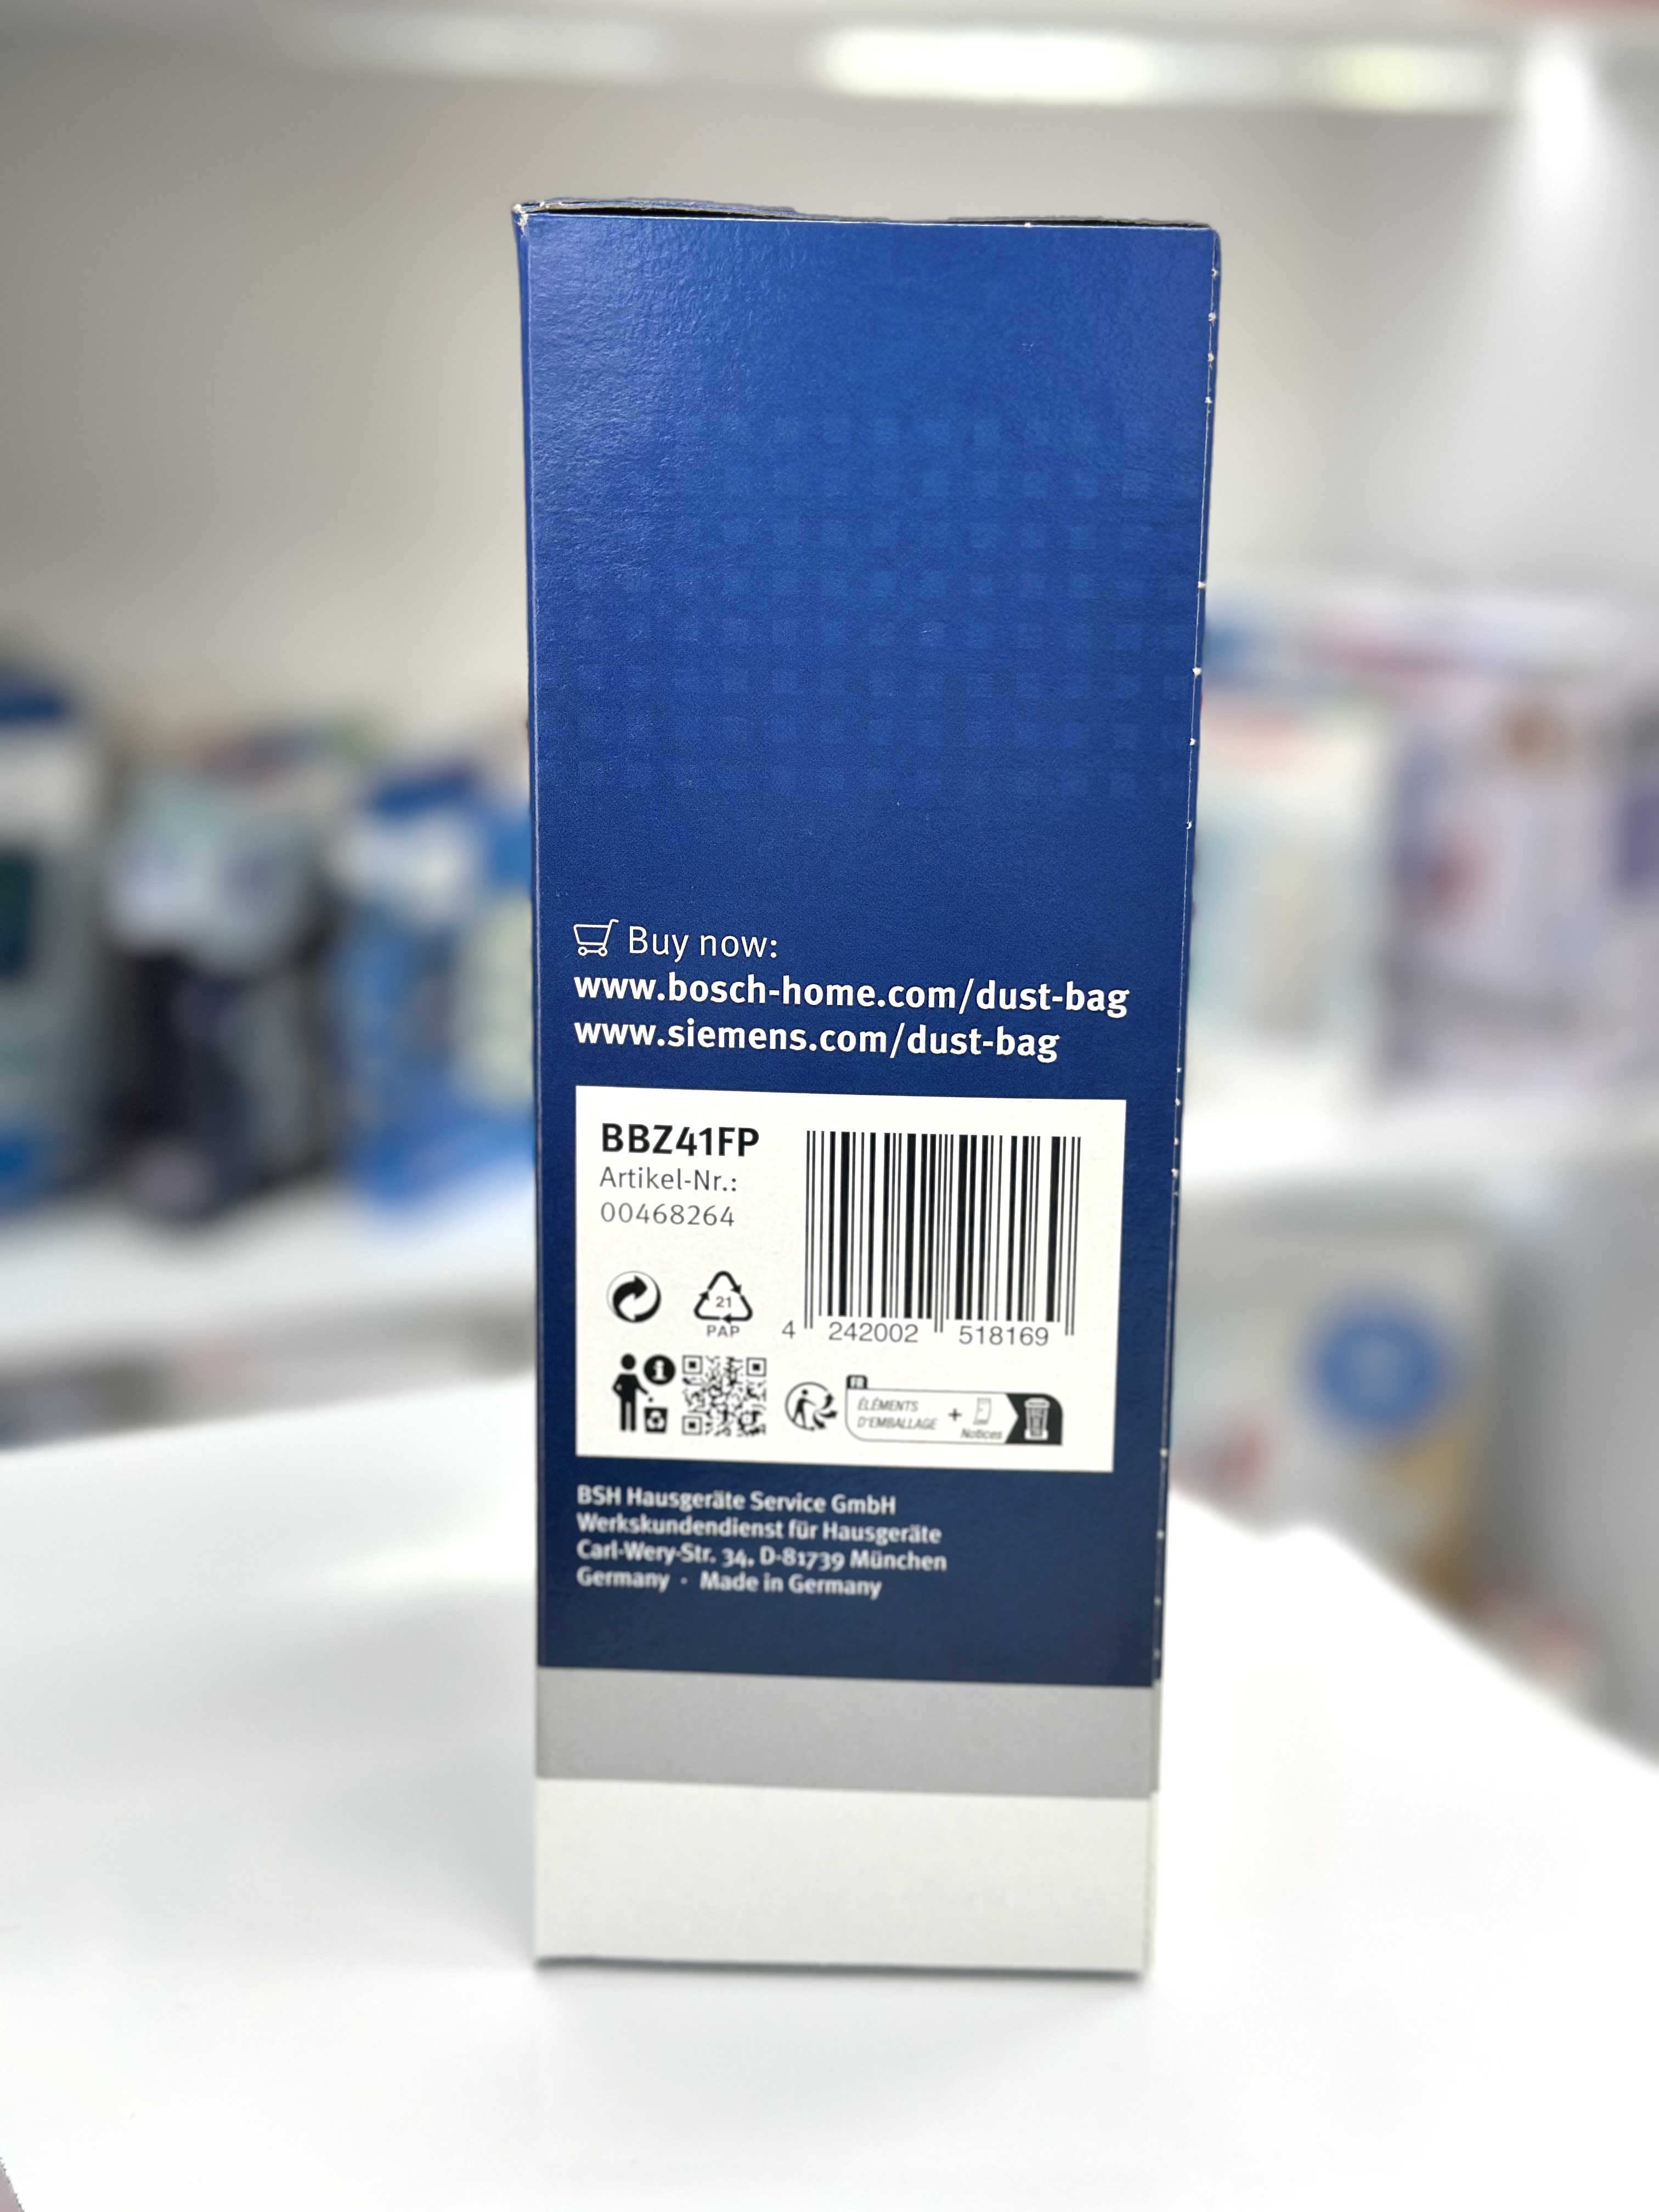 Buy now:
www.bosch-home.com/dust-bag
www.siemens.com/dust-bag
BBZ41FP
Artikel-Nr.:
00468264
21
PAP
4 242002 518169
FR
ÉLÉMENTS
D'EMBALLAGE
+
Notices
BSH Hausgeräte Service GmbH
Werkskundendienst für Hausgeräte
Carl-Wery-Str. 34, D-81739 München
Germany · Made in Germany